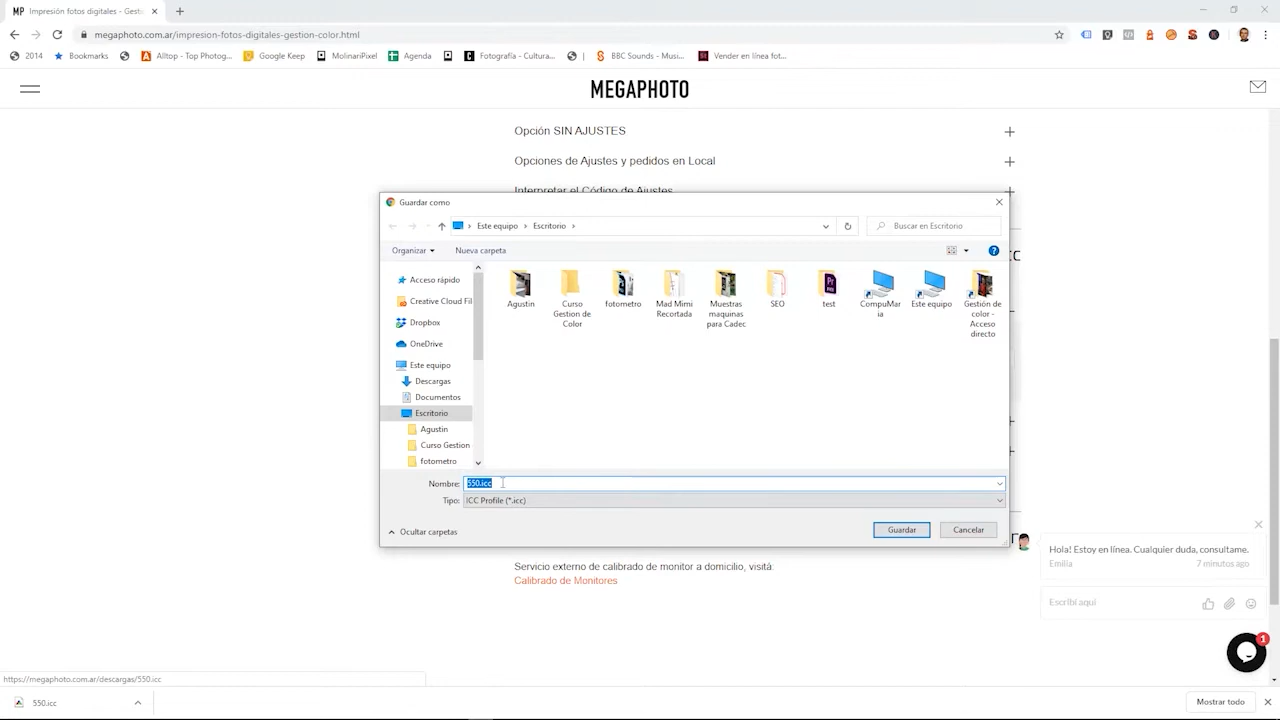 MP Impresión fotos digitales - Gesti
megaphoto.com.ar/impresion-fotos-digitales-gestion-color.html
2014 Bookmarks Alltop - Top Photog... Google Keep MolinariPixel Agenda Fotografía - Cultura... BBC Sounds - Musi... Vender en línea fot...
MEGAPHOTO
Opción SIN AJUSTES
Opciones de Ajustes y pedidos en Local
Interpretar el Código de Ajustes
Guardar como
Este equipo Escritorio
Buscar en Escritorio
Organizar Nueva carpeta
Acceso rápido
Creative Cloud Fil
Dropbox
OneDrive
Este equipo
Descargas
Documentos
Escritorio
Agustin
Curso Gestion
fotometro
Agustin
Curso Gestion de Color
fotometro
Mad Mimi Recortada
Muestras maquinas para Cadec
SEO
test
CompuMaria
Este equipo
Gestión de color - Acceso directo
Nombre: 550.icc
Tipo: ICC Profile (*.icc)
Ocultar carpetas
Guardar Cancelar
Servicio externo de calibrado de monitor a domicilio, visitá:
Calibrado de Monitores
Hola! Estoy en línea. Cualquier duda, consultame.
Emilia 7 minutos ago
Escribí aquí
1
https://megaphoto.com.ar/descargas/550.icc
550.icc
Mostrar todo